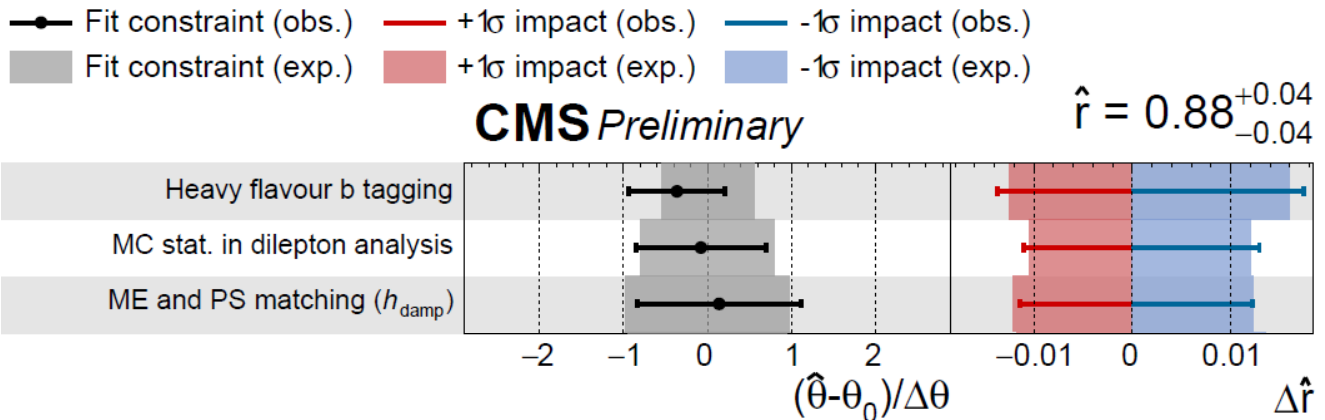 Fit constraint (obs.) +1σ impact (obs.) -1σ impact (obs.)
Fit constraint (exp.) +1σ impact (exp.) -1σ impact (exp.)
CMS Preliminary r̂ = 0.88 +0.04 −0.04
Heavy flavour b tagging
MC stat. in dilepton analysis
ME and PS matching (h_damp)
−2 −1 0 1 2 −0.01 0 0.01
(θ̂-θ₀)/Δθ Δr̂